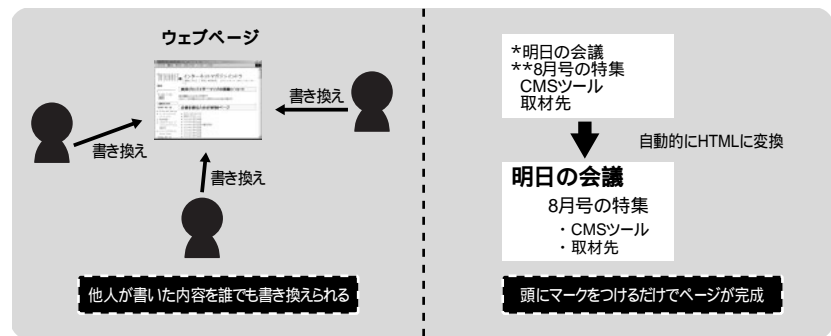 ウェブページ
書き換え
書き換え
書き換え
他人が書いた内容を誰でも書き換えられる
*明日の会議
**8月号の特集
CMSツール
取材先
自動的にHTMLに変換
明日の会議
8月号の特集
・CMSツール
・取材先
頭にマークをつけるだけでページが完成